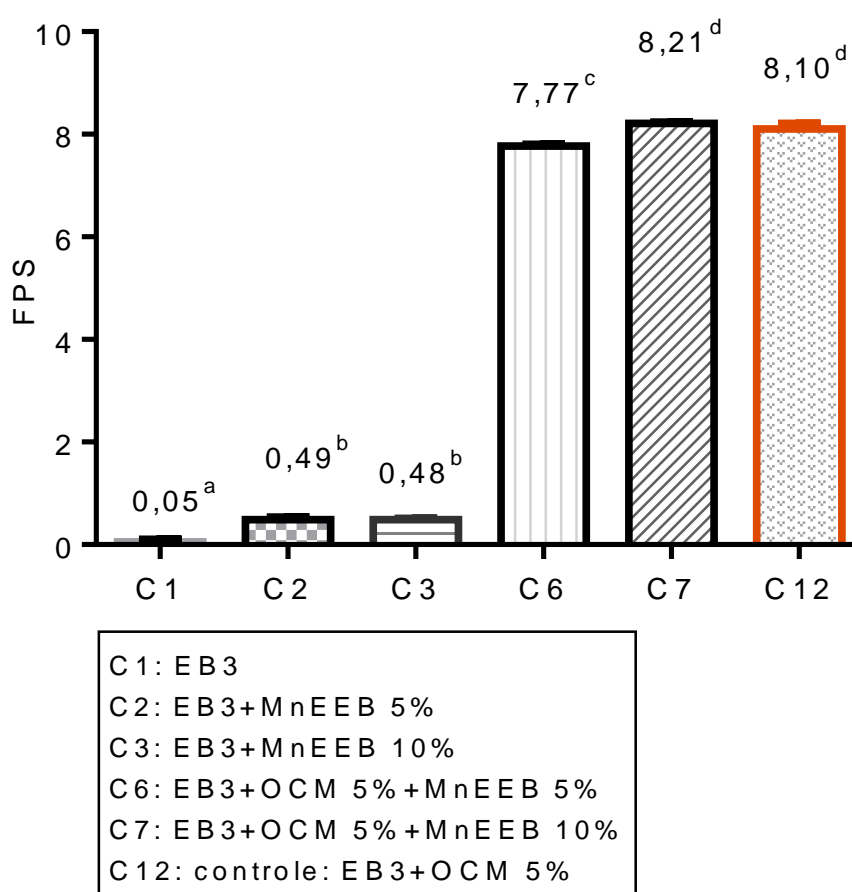 10
8
6
4
2
0
FPS
0,05a
0,49b
0,48b
7,77c
8,21d
8,10d
C1 C2 C3 C6 C7 C12
C1: EB3
C2: EB3+MnEEB 5%
C3: EB3+MnEEB 10%
C6: EB3+OCM 5%+MnEEB 5%
C7: EB3+OCM 5%+MnEEB 10%
C12: controle: EB3+OCM 5%